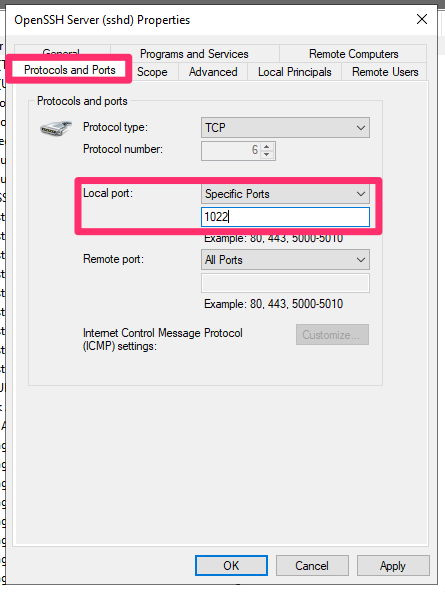 OpenSSH Server (sshd) Properties
General
Programs and Services
Remote Computers
Protocols and Ports
Scope
Advanced
Local Principals
Remote Users
Protocols and ports
Protocol type:
TCP
Protocol number:
6
Local port:
Specific Ports
1022
Example: 80, 443, 5000-5010
Remote port:
All Ports
Example: 80, 443, 5000-5010
Internet Control Message Protocol
(ICMP) settings:
Customize...
OK
Cancel
Apply